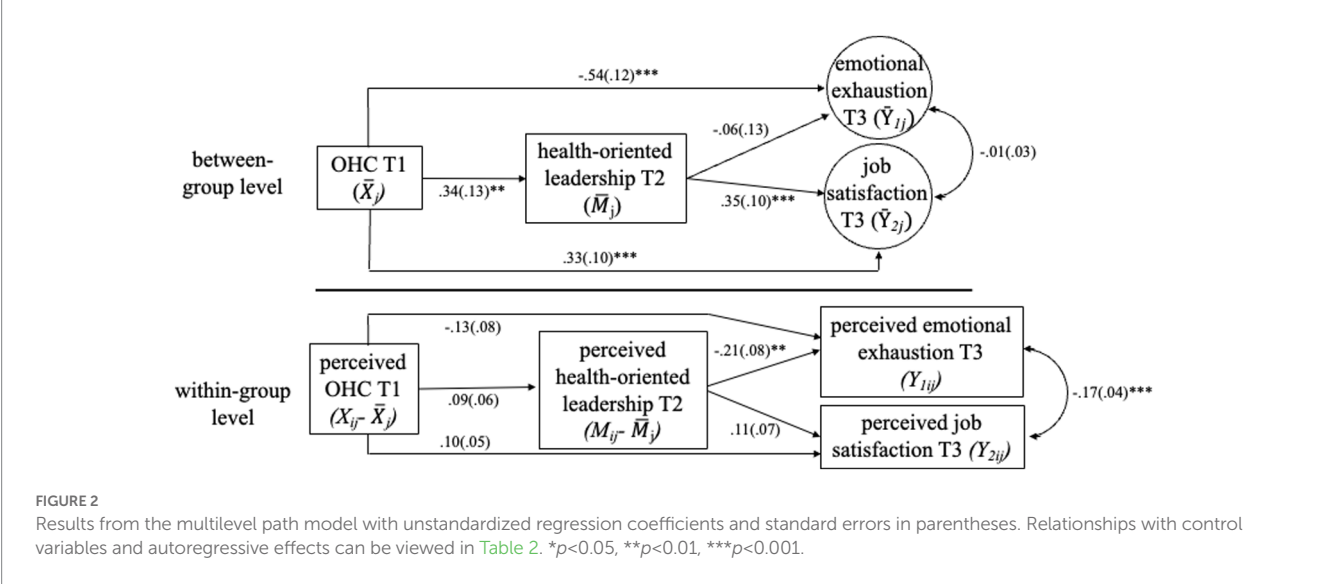 -.54(.12)***
emotional
exhaustion
T3 (Ȳ1j)
-.06(.13)
between-
group level
OHC T1
(X̄j)
.34(.13)**
health-oriented
leadership T2
(M̄j)
.35(.10)***
job
satisfaction
T3 (Ȳ2j)
-.01(.03)
.33(.10)***
-.13(.08)
perceived emotional
exhaustion T3
(Y1ij)
-.21(.08)**
within-group
level
perceived
OHC T1
(Xij- X̄j)
.09(.06)
perceived
health-oriented
leadership T2
(Mij- M̄j)
.11(.07)
perceived job
satisfaction T3 (Y2ij)
-.17(.04)***
.10(.05)
FIGURE 2
Results from the multilevel path model with unstandardized regression coefficients and standard errors in parentheses. Relationships with control
variables and autoregressive effects can be viewed in Table 2. *p<0.05, **p<0.01, ***p<0.001.